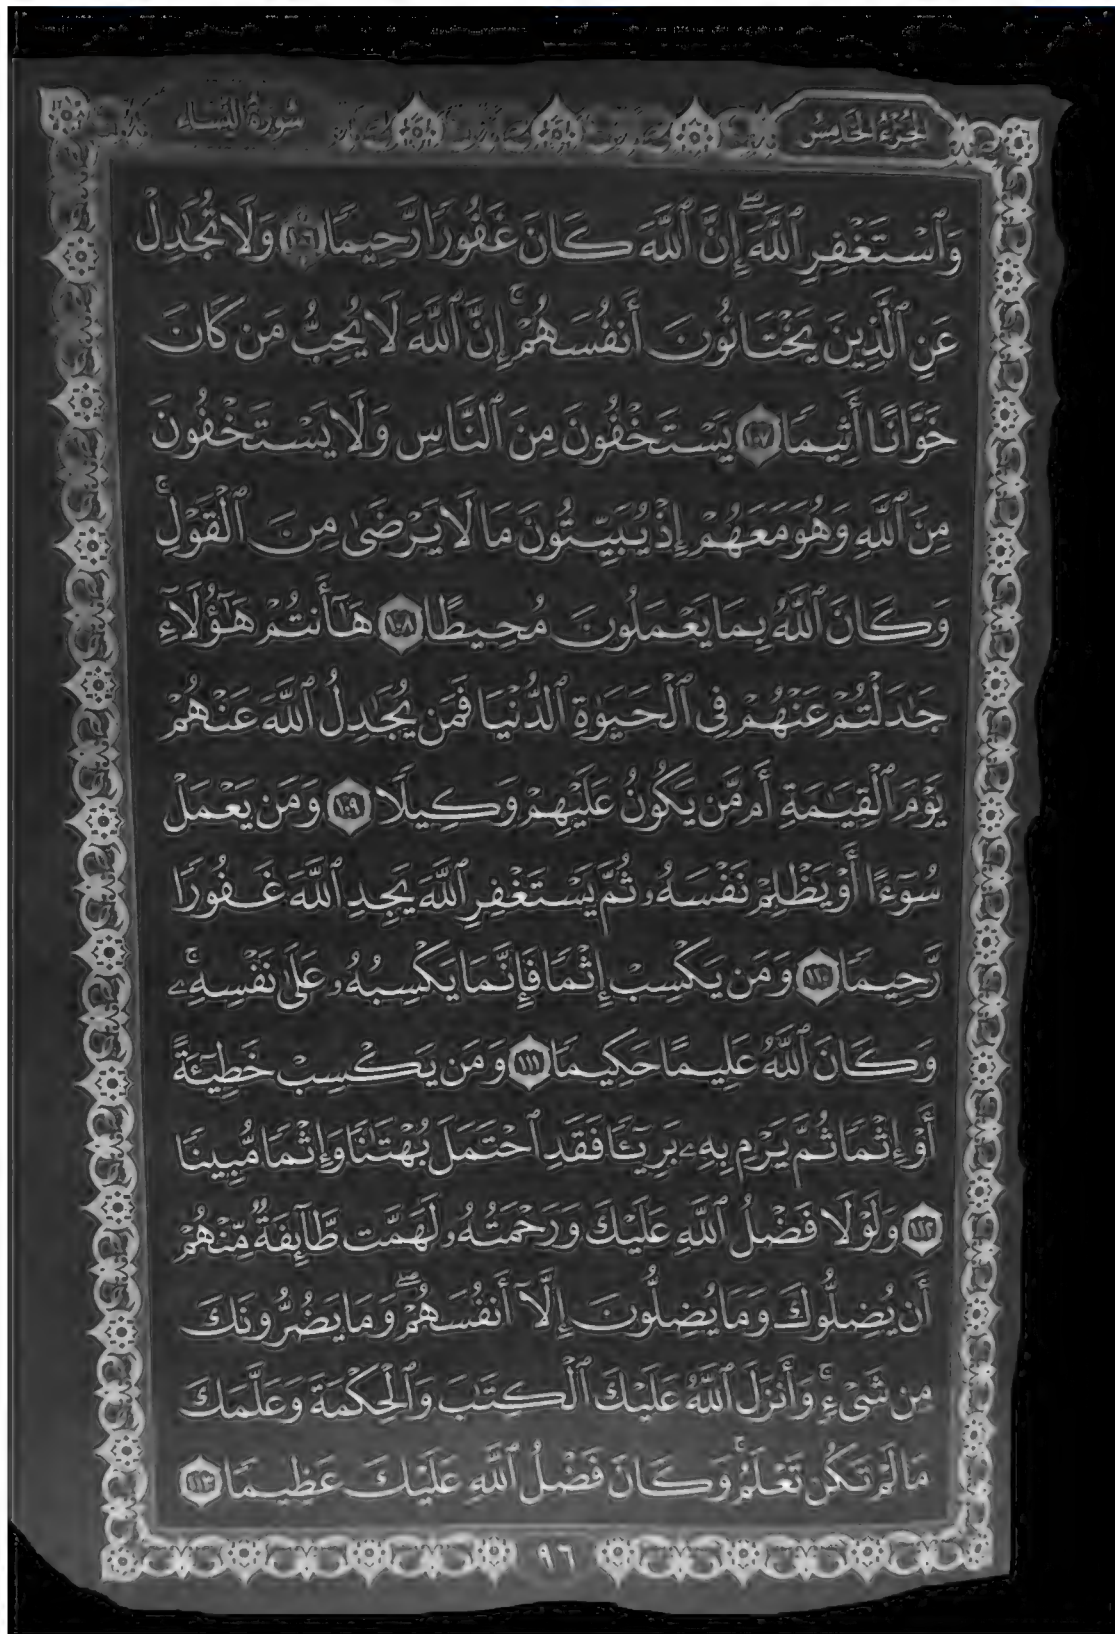 الجزء الخامس
سورة النساء
وَٱسْتَغْفِرِ ٱللَّهَۖ إِنَّ ٱللَّهَ كَانَ غَفُورًا رَّحِيمًا ١٠٦ وَلَا تُجَٰدِلْ
عَنِ ٱلَّذِينَ يَخْتَانُونَ أَنفُسَهُمْۚ إِنَّ ٱللَّهَ لَا يُحِبُّ مَن كَانَ
خَوَّانًا أَثِيمًا ١٠٧ يَسْتَخْفُونَ مِنَ ٱلنَّاسِ وَلَا يَسْتَخْفُونَ
مِنَ ٱللَّهِ وَهُوَ مَعَهُمْ إِذْ يُبَيِّتُونَ مَا لَا يَرْضَىٰ مِنَ ٱلْقَوْلِۚ
وَكَانَ ٱللَّهُ بِمَا يَعْمَلُونَ مُحِيطًا ١٠٨ هَٰٓأَنتُمْ هَٰٓؤُلَآءِ
جَٰدَلْتُمْ عَنْهُمْ فِى ٱلْحَيَوٰةِ ٱلدُّنْيَا فَمَن يُجَٰدِلُ ٱللَّهَ عَنْهُمْ
يَوْمَ ٱلْقِيَٰمَةِ أَم مَّن يَكُونُ عَلَيْهِمْ وَكِيلًا ١٠٩ وَمَن يَعْمَلْ
سُوٓءًا أَوْ يَظْلِمْ نَفْسَهُۥ ثُمَّ يَسْتَغْفِرِ ٱللَّهَ يَجِدِ ٱللَّهَ غَفُورًا
رَّحِيمًا ١١٠ وَمَن يَكْسِبْ إِثْمًا فَإِنَّمَا يَكْسِبُهُۥ عَلَىٰ نَفْسِهِۦۚ
وَكَانَ ٱللَّهُ عَلِيمًا حَكِيمًا ١١١ وَمَن يَكْسِبْ خَطِيٓـَٔةً
أَوْ إِثْمًا ثُمَّ يَرْمِ بِهِۦ بَرِيٓـًٔا فَقَدِ ٱحْتَمَلَ بُهْتَٰنًا وَإِثْمًا مُّبِينًا
١١٢ وَلَوْلَا فَضْلُ ٱللَّهِ عَلَيْكَ وَرَحْمَتُهُۥ لَهَمَّت طَّآئِفَةٌ مِّنْهُمْ
أَن يُضِلُّوكَ وَمَا يُضِلُّونَ إِلَّآ أَنفُسَهُمْۖ وَمَا يَضُرُّونَكَ
مِن شَىْءٍۚ وَأَنزَلَ ٱللَّهُ عَلَيْكَ ٱلْكِتَٰبَ وَٱلْحِكْمَةَ وَعَلَّمَكَ
مَا لَمْ تَكُن تَعْلَمُۚ وَكَانَ فَضْلُ ٱللَّهِ عَلَيْكَ عَظِيمًا ١١٣
٩٦